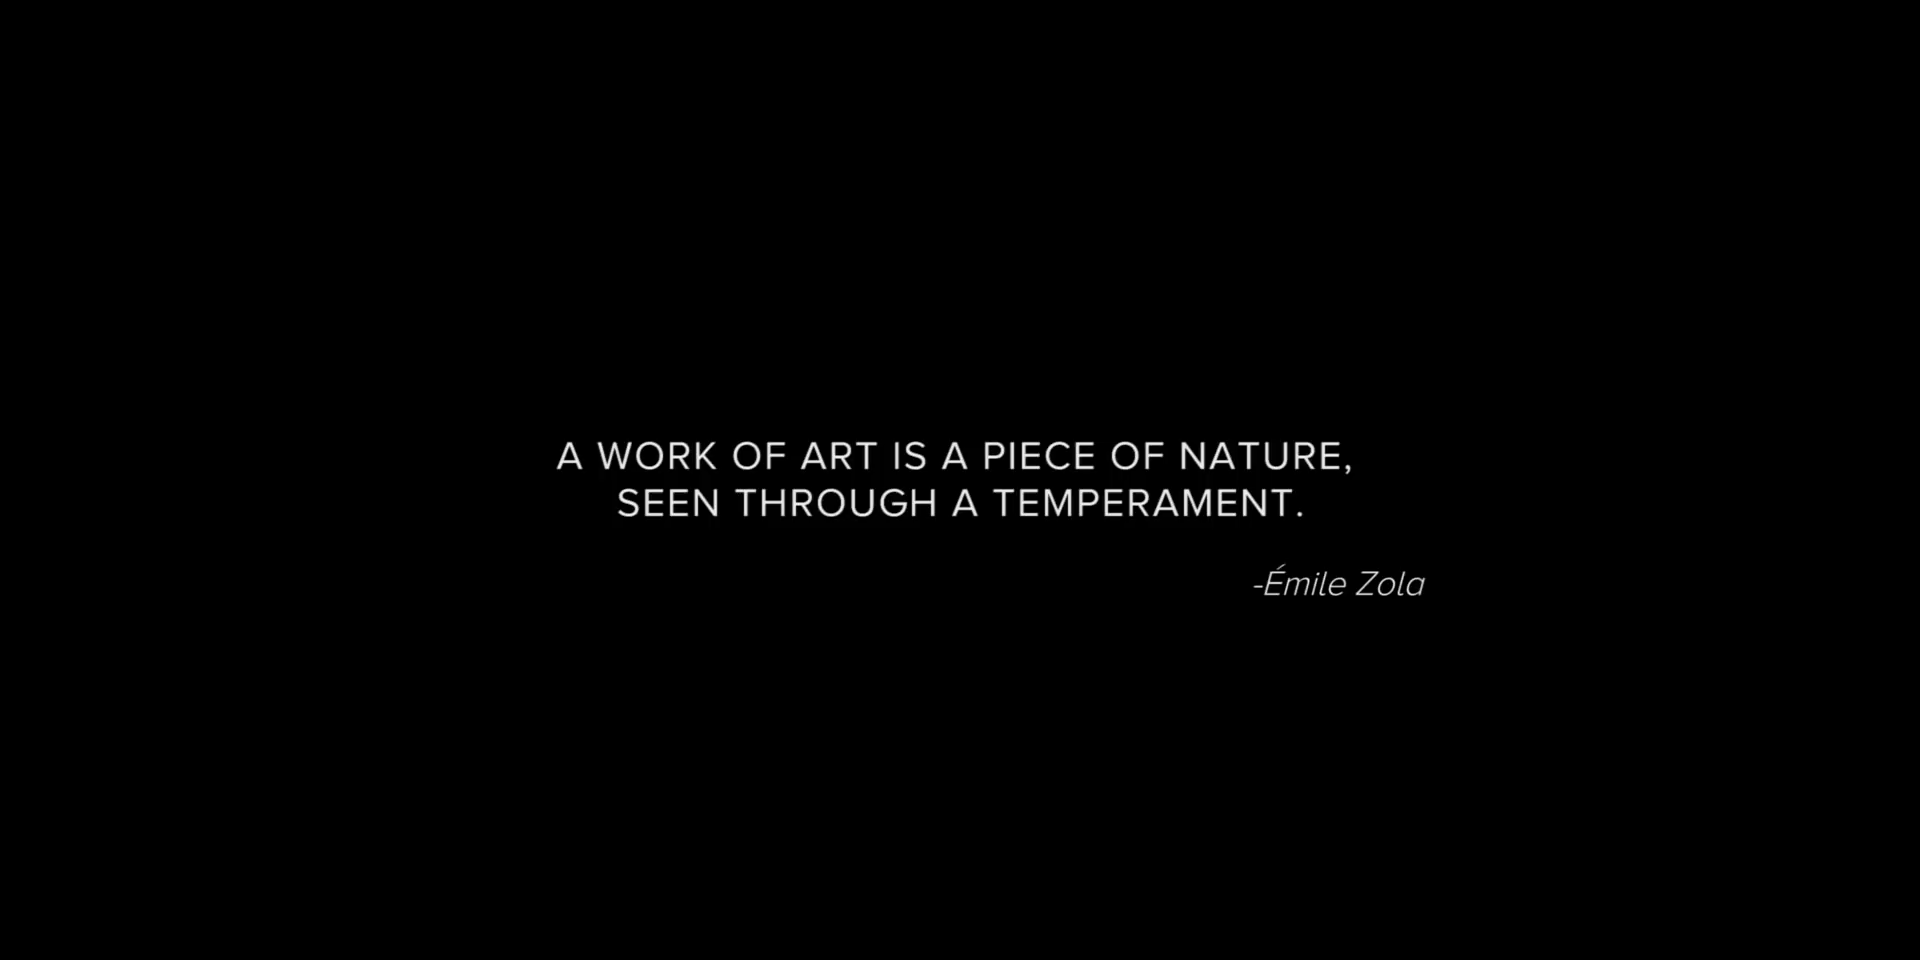 A WORK OF ART IS A PIECE OF NATURE,
SEEN THROUGH A TEMPERAMENT.
-Émile Zola